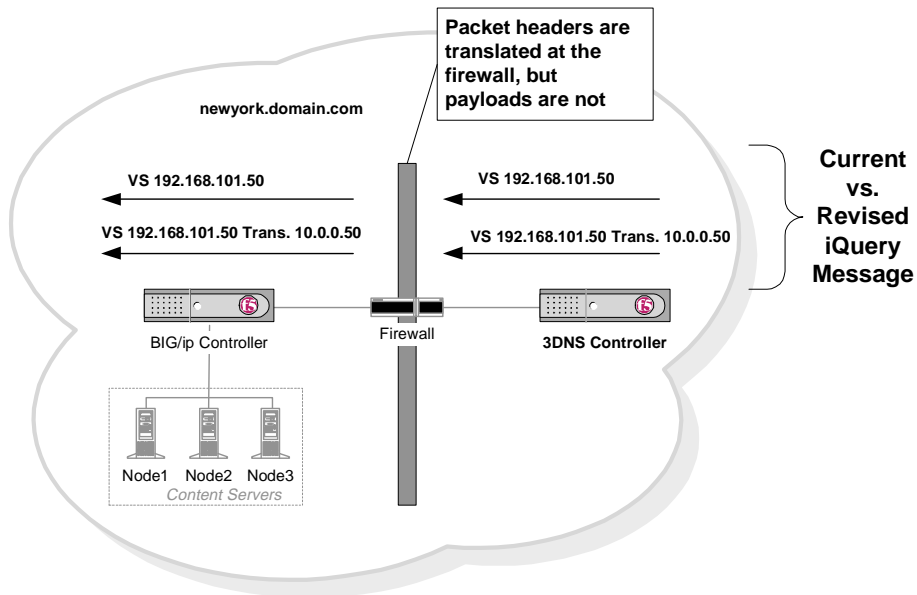 Packet headers are
translated at the
firewall, but
payloads are not
newyork.domain.com
VS 192.168.101.50
VS 192.168.101.50
VS 192.168.101.50 Trans. 10.0.0.50
VS 192.168.101.50 Trans. 10.0.0.50
Current
vs.
Revised
iQuery
Message
f5
f5
BIG/ip Controller
Firewall
3DNS Controller
Node1
Node2
Node3
Content Servers